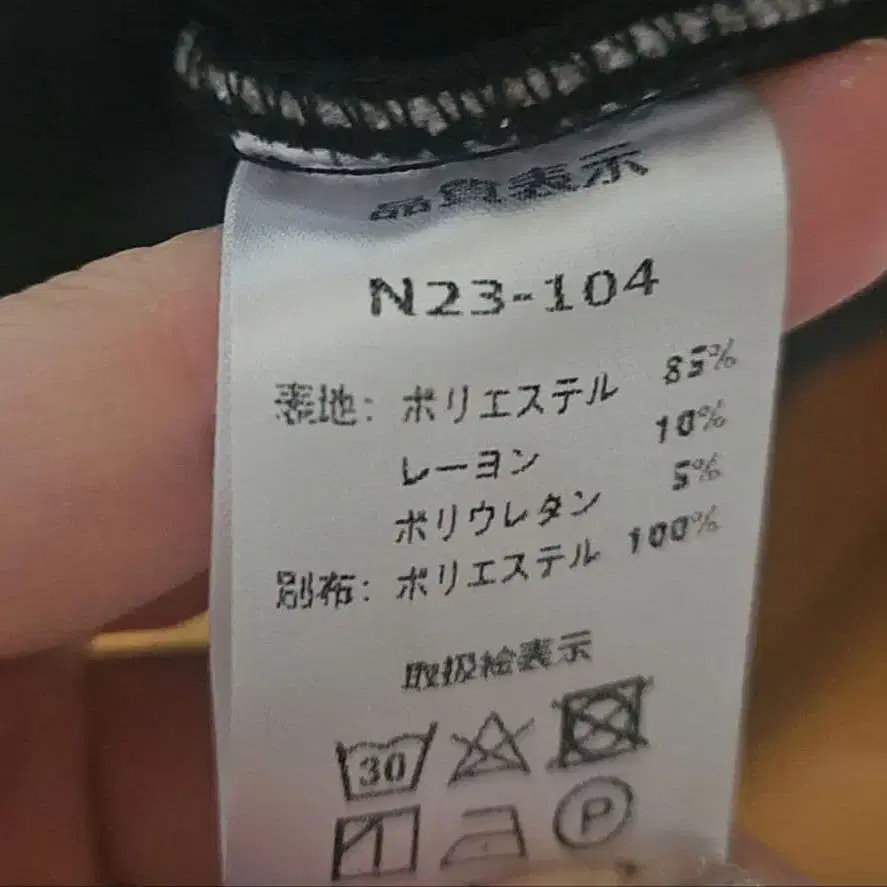 品質表示
N23-104
表地: ポリエステル 85%
レーヨン 10%
ポリウレタン 5%
別布: ポリエステル 100%
取扱絵表示
30
P